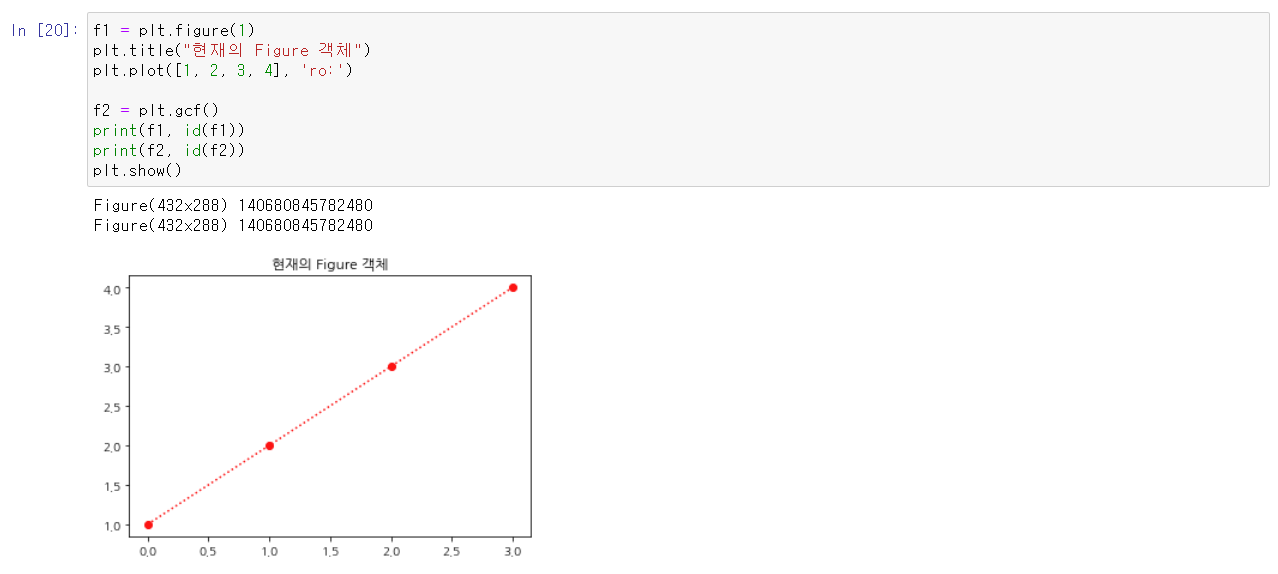 In [20]:
f1 = plt.figure(1)
plt.title("현재의 Figure 객체")
plt.plot([1, 2, 3, 4], 'ro:')
f2 = plt.gcf()
print(f1, id(f1))
print(f2, id(f2))
plt.show()
Figure(432x288) 140680845782480
Figure(432x288) 140680845782480
현재의 Figure 객체
4.0
3.5
3.0
2.5
2.0
1.5
1.0
0.0 0.5 1.0 1.5 2.0 2.5 3.0